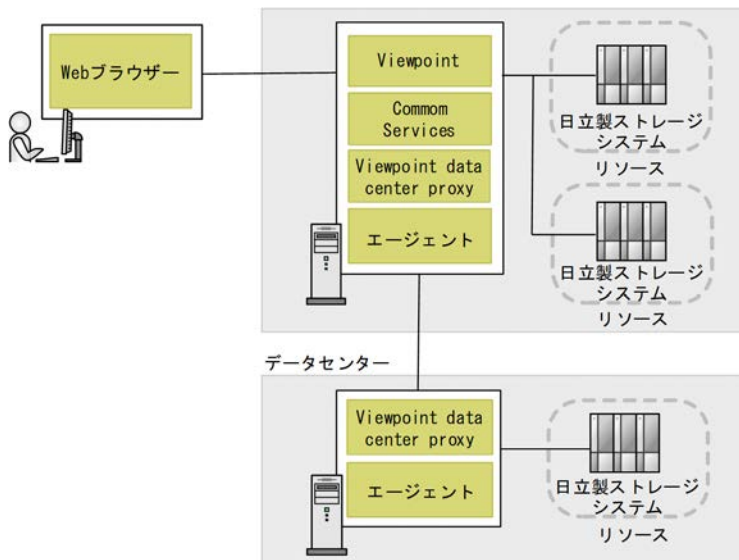 Webブラウザー
Viewpoint
Commom
Services
Viewpoint data
center proxy
エージェント
日立製ストレージ
システム
リソース
日立製ストレージ
システム
リソース
データセンター
Viewpoint data
center proxy
エージェント
日立製ストレージ
システム
リソース